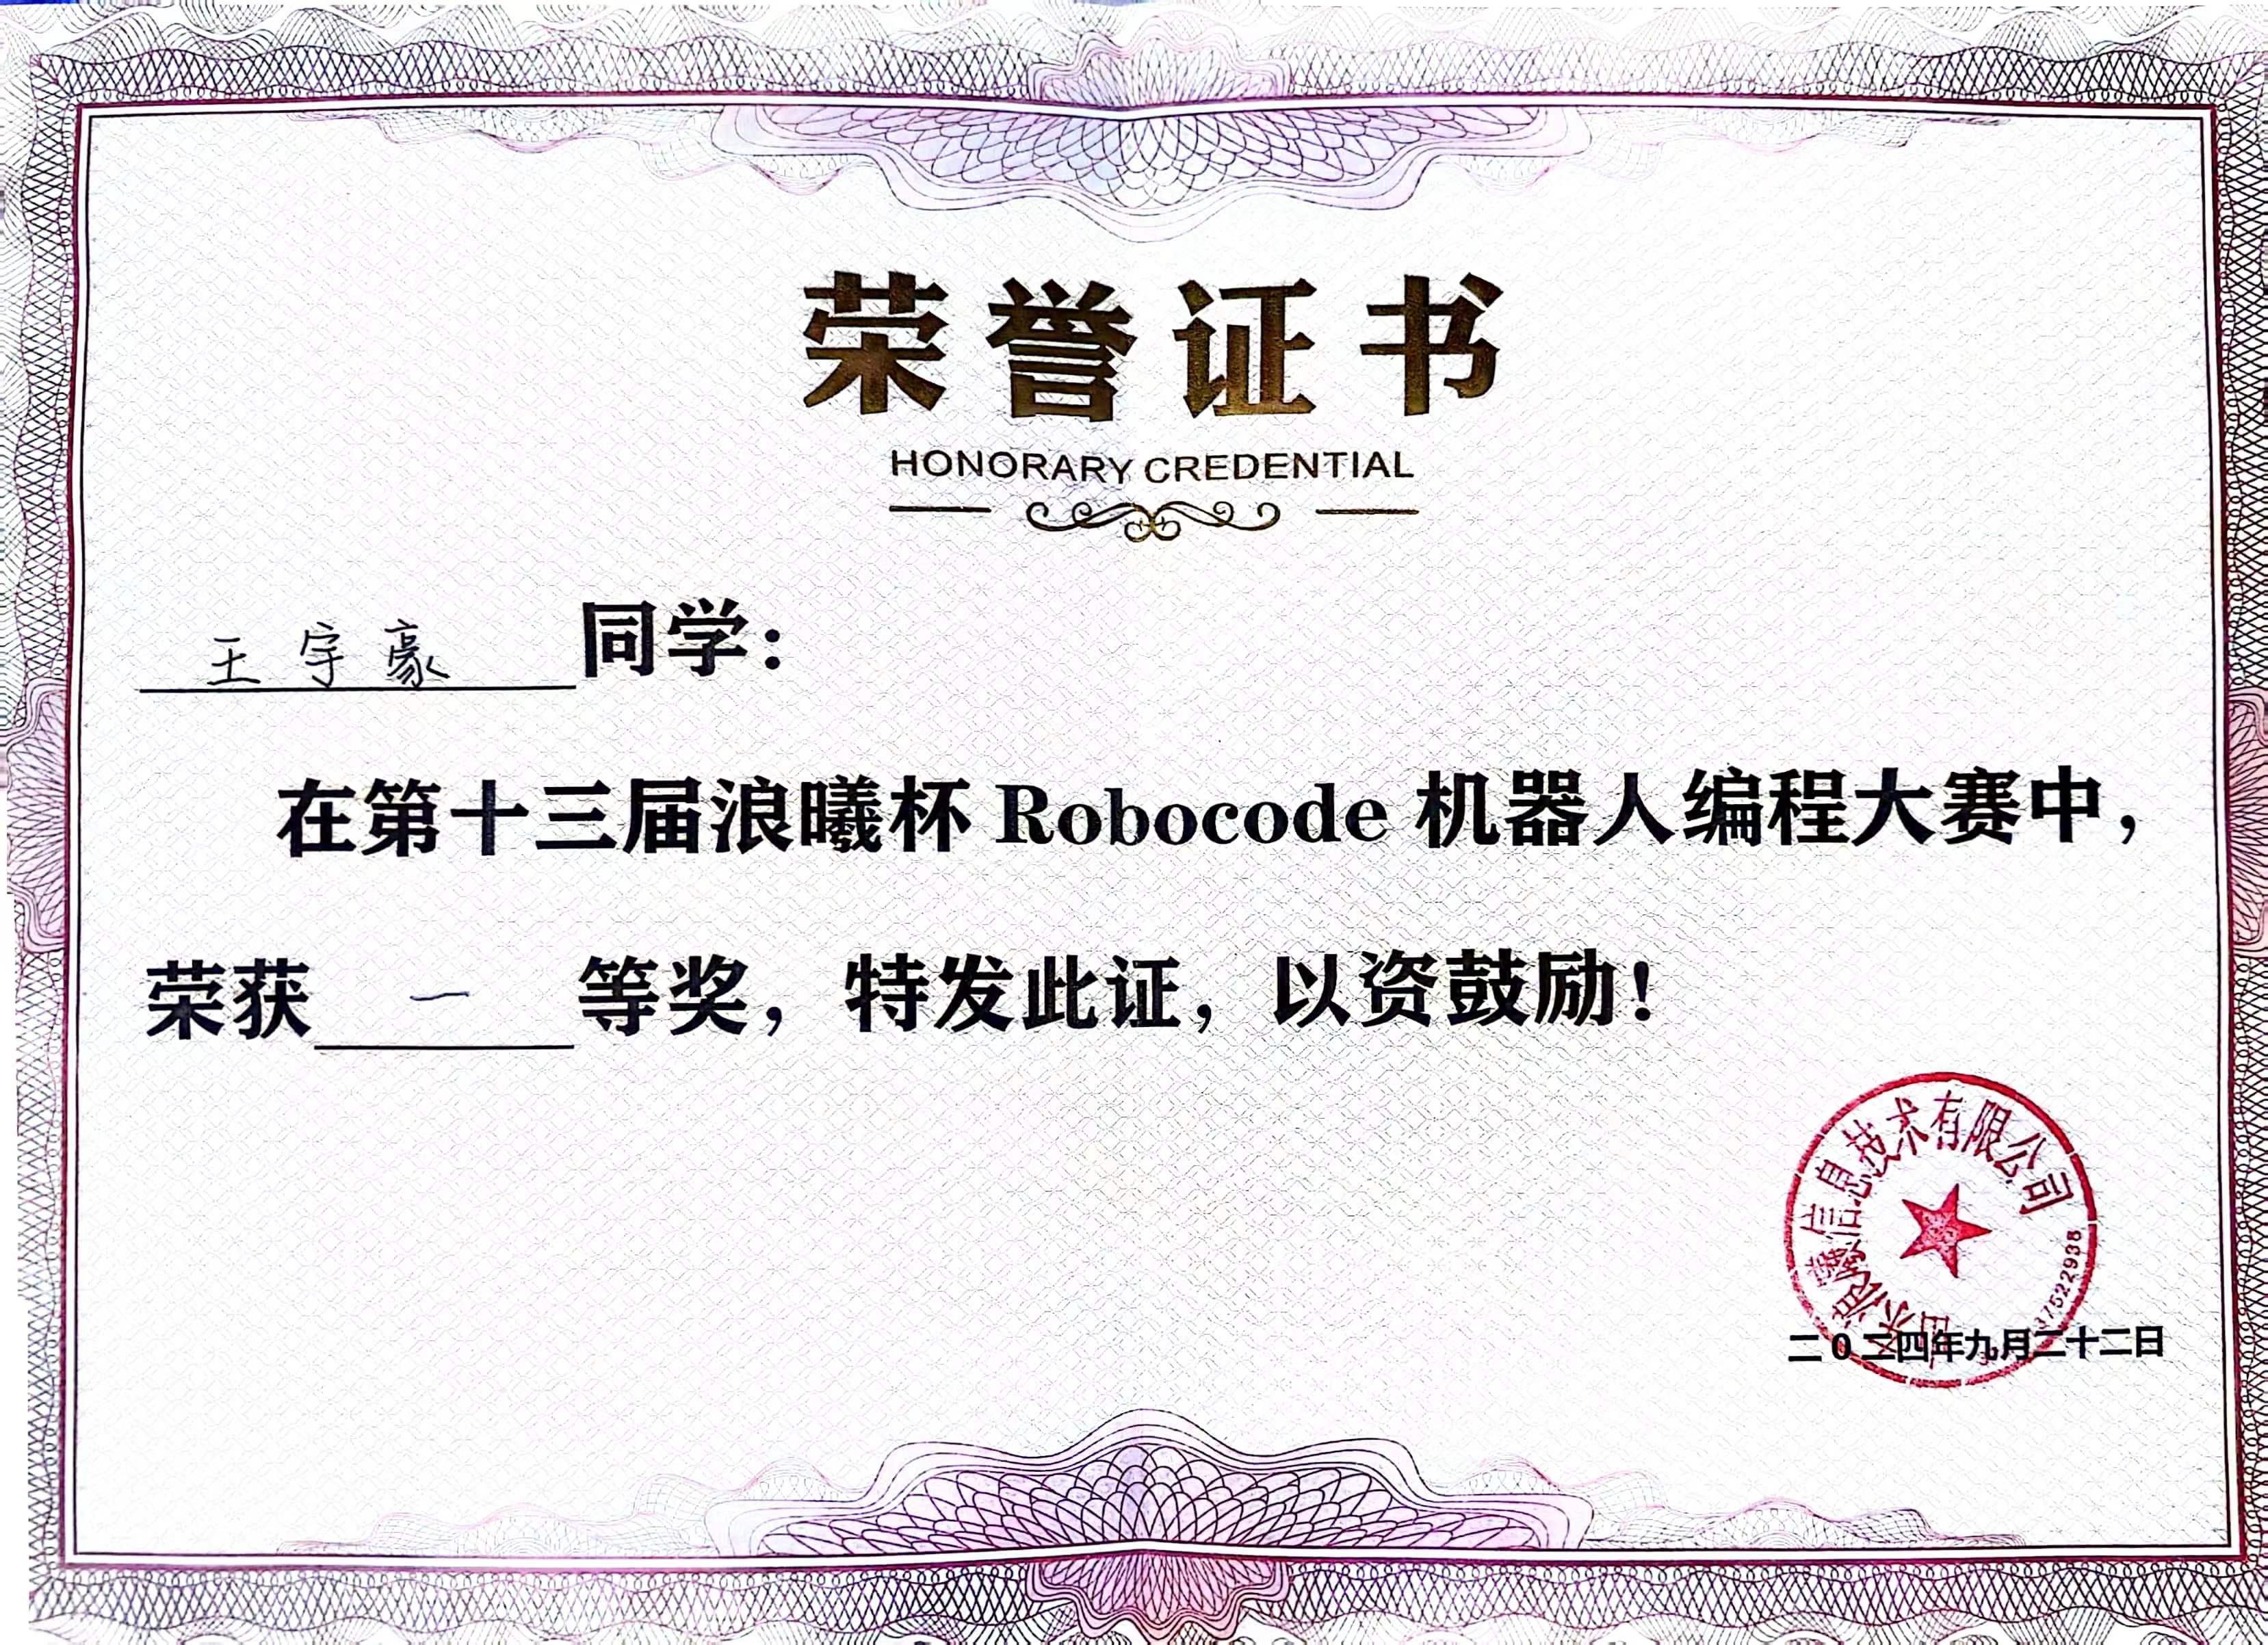 荣誉证书
HONORARY CREDENTIAL
王宇豪同学：
在第十三届浪曦杯 Robocode 机器人编程大赛中，
荣获一等奖，特发此证，以资鼓励！
山东浪曦信息技术有限公司
17522938
二0二四年九月二十二日